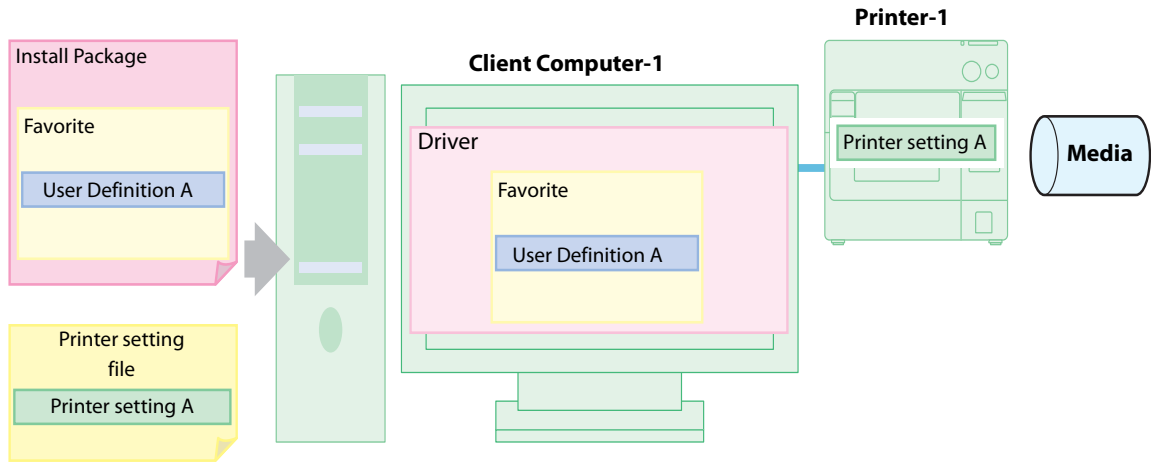 Install Package
Favorite
User Definition A
Printer setting
file
Printer setting A
Client Computer-1
Driver
Favorite
User Definition A
Printer-1
Printer setting A
Media